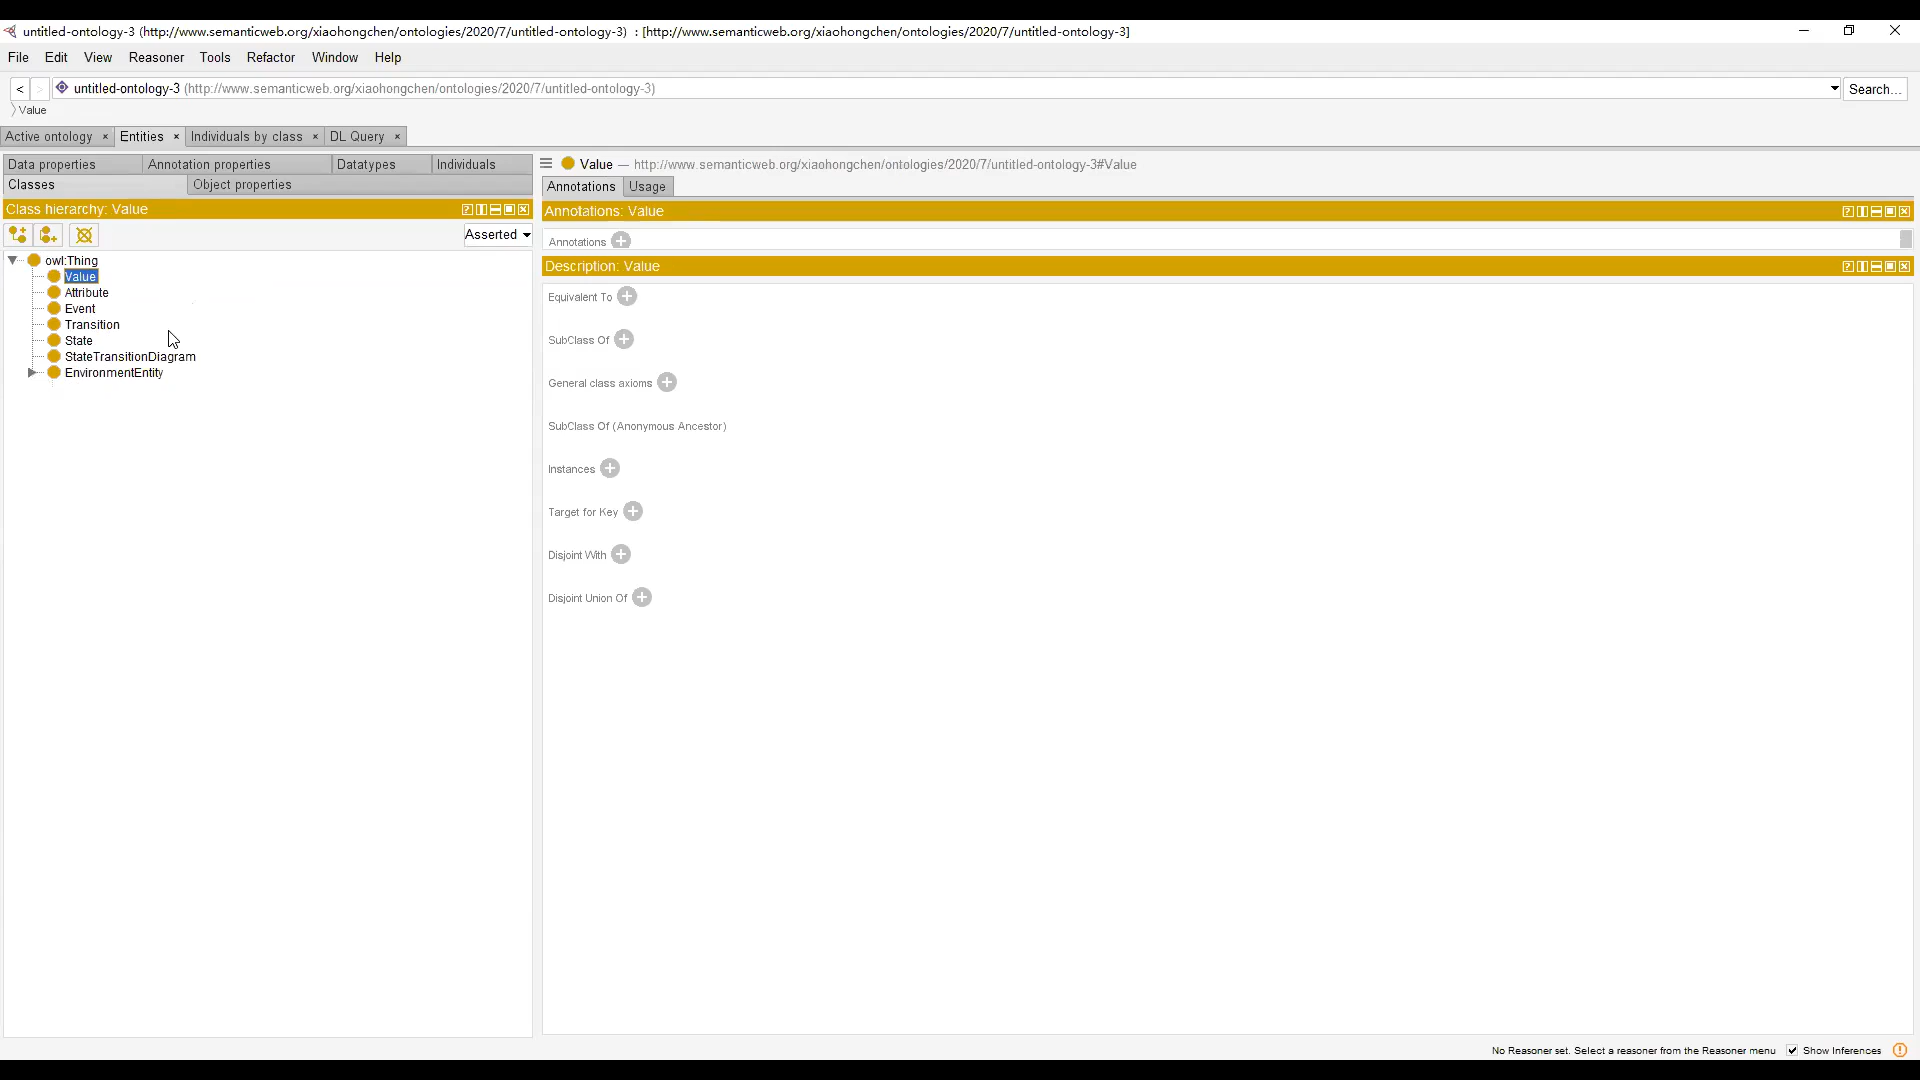 untitled-ontology-3 (http://www.semanticweb.org/xiaohongchen/ontologies/2020/7/untitled-ontology-3) : [http://www.semanticweb.org/xiaohongchen/ontologies/2020/7/untitled-ontology-3]
File Edit View Reasoner Tools Refactor Window Help
< > untitled-ontology-3 (http://www.semanticweb.org/xiaohongchen/ontologies/2020/7/untitled-ontology-3) Search...
Value
Active ontology × Entities × Individuals by class × DL Query ×
Data properties Annotation properties Datatypes Individuals
Classes Object properties
Class hierarchy: Value
Asserted
owl:Thing
Value
Attribute
Event
Transition
State
StateTransitionDiagram
EnvironmentEntity
Value — http://www.semanticweb.org/xiaohongchen/ontologies/2020/7/untitled-ontology-3#Value
Annotations Usage
Annotations: Value
Annotations
Description: Value
Equivalent To
SubClass Of
General class axioms
SubClass Of (Anonymous Ancestor)
Instances
Target for Key
Disjoint With
Disjoint Union Of
No Reasoner set. Select a reasoner from the Reasoner menu Show Inferences